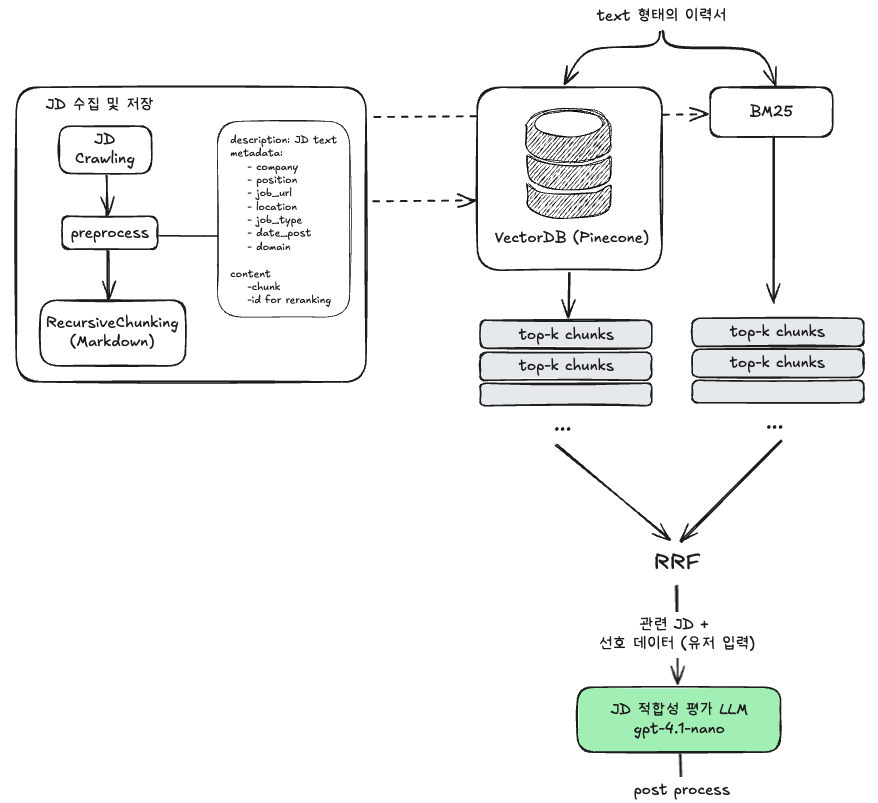 text 형태의 이력서
JD 수집 및 저장
JD
Crawling
preprocess
RecursiveChunking
(Markdown)
description: JD text
metadata:
- company
- position
- job_url
- location
- job_type
- date_post
- domain
content
-chunk
-id for reranking
VectorDB (Pinecone)
BM25
top-k chunks
top-k chunks
...
top-k chunks
top-k chunks
...
RRF
관련 JD +
선호 데이터 (유저 입력)
JD 적합성 평가 LLM
gpt-4.1-nano
post process